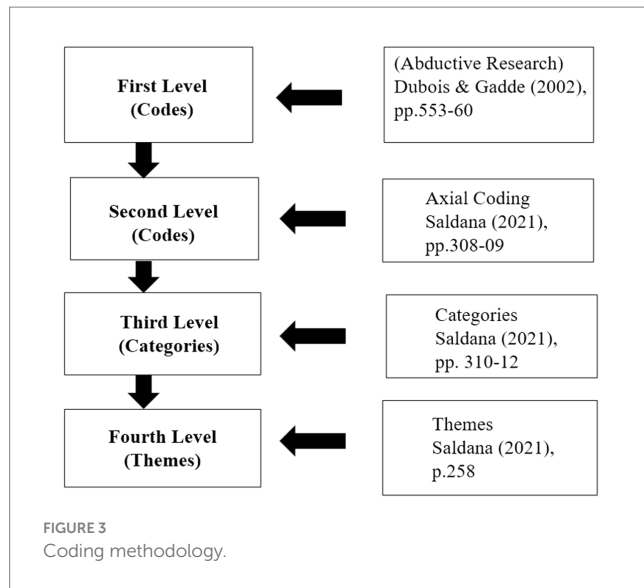 First Level
(Codes)
(Abductive Research)
Dubois & Gadde (2002),
pp.553-60
Second Level
(Codes)
Axial Coding
Saldana (2021),
pp.308-09
Third Level
(Categories)
Categories
Saldana (2021),
pp. 310-12
Fourth Level
(Themes)
Themes
Saldana (2021),
p.258
FIGURE 3
Coding methodology.